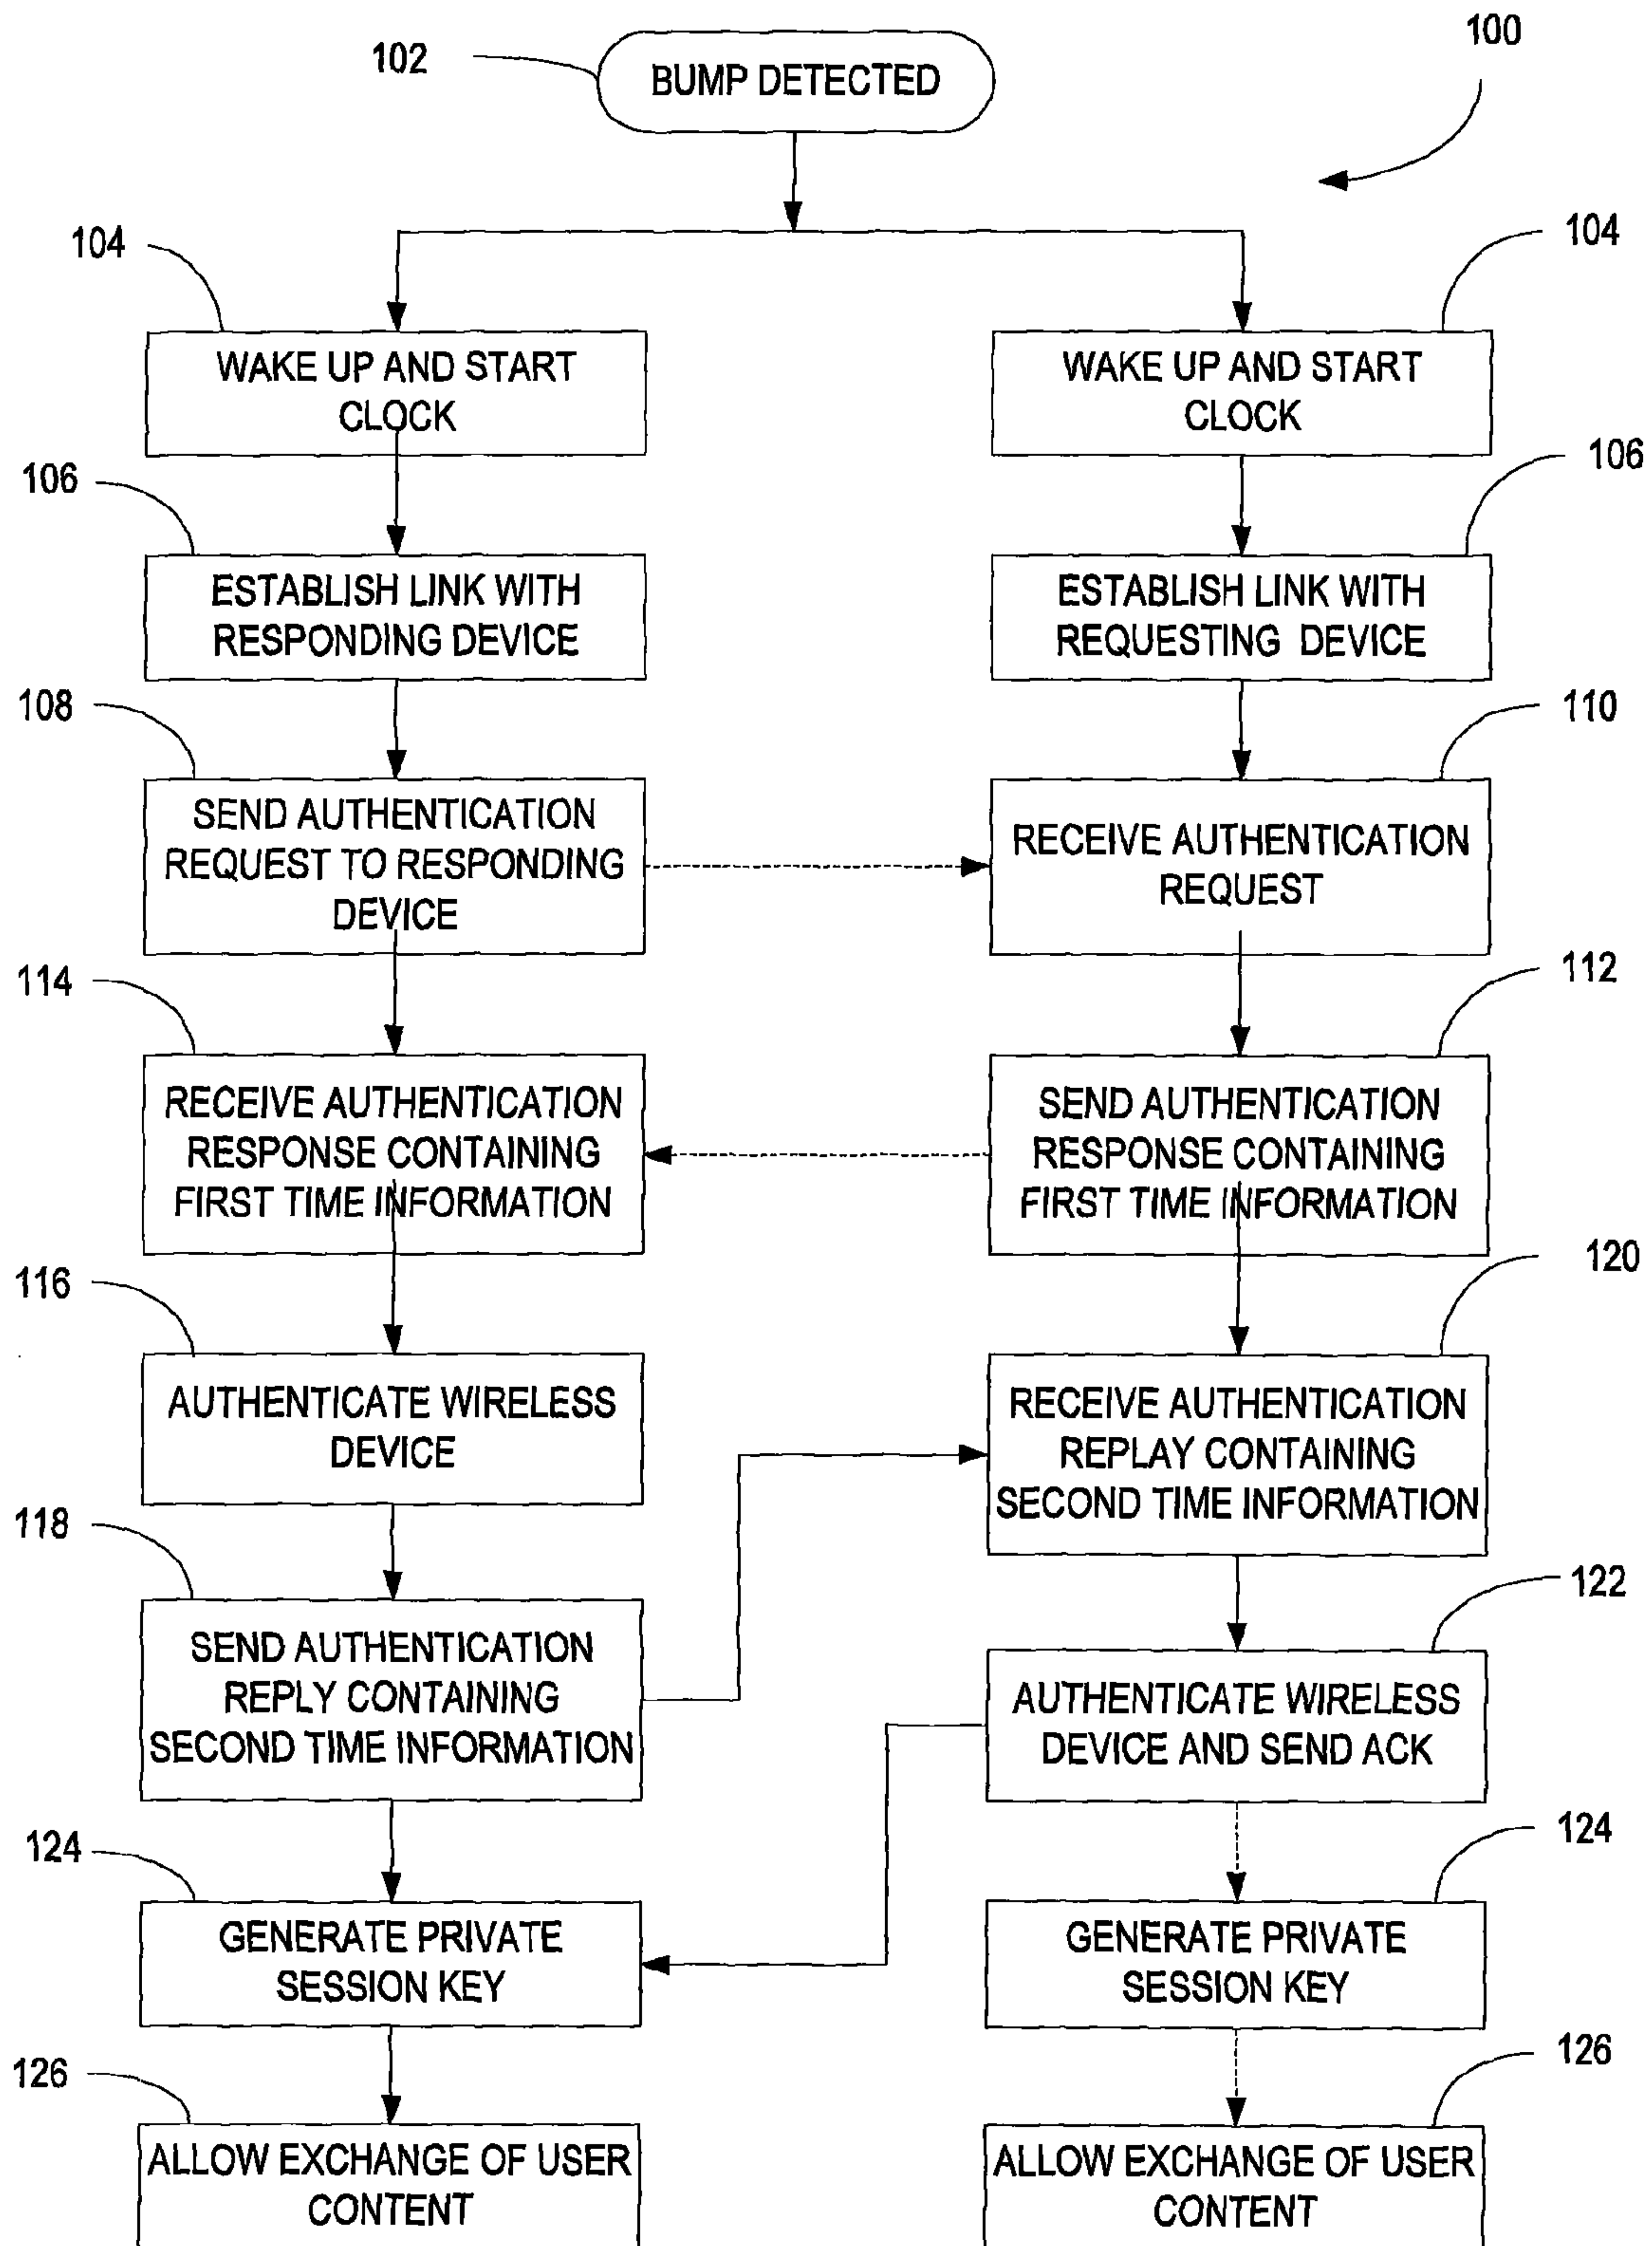 100
102
BUMP DETECTED
104
104
WAKE UP AND START
CLOCK
WAKE UP AND START
CLOCK
106
106
ESTABLISH LINK WITH
RESPONDING DEVICE
ESTABLISH LINK WITH
REQUESTING DEVICE
108
110
SEND AUTHENTICATION
REQUEST TO RESPONDING
DEVICE
RECEIVE AUTHENTICATION
REQUEST
114
112
RECEIVE AUTHENTICATION
RESPONSE CONTAINING
FIRST TIME INFORMATION
SEND AUTHENTICATION
RESPONSE CONTAINING
FIRST TIME INFORMATION
116
120
AUTHENTICATE WIRELESS
DEVICE
RECEIVE AUTHENTICATION
REPLAY CONTAINING
SECOND TIME INFORMATION
118
122
SEND AUTHENTICATION
REPLY CONTAINING
SECOND TIME INFORMATION
AUTHENTICATE WIRELESS
DEVICE AND SEND ACK
124
124
GENERATE PRIVATE
SESSION KEY
GENERATE PRIVATE
SESSION KEY
126
126
ALLOW EXCHANGE OF USER
CONTENT
ALLOW EXCHANGE OF USER
CONTENT